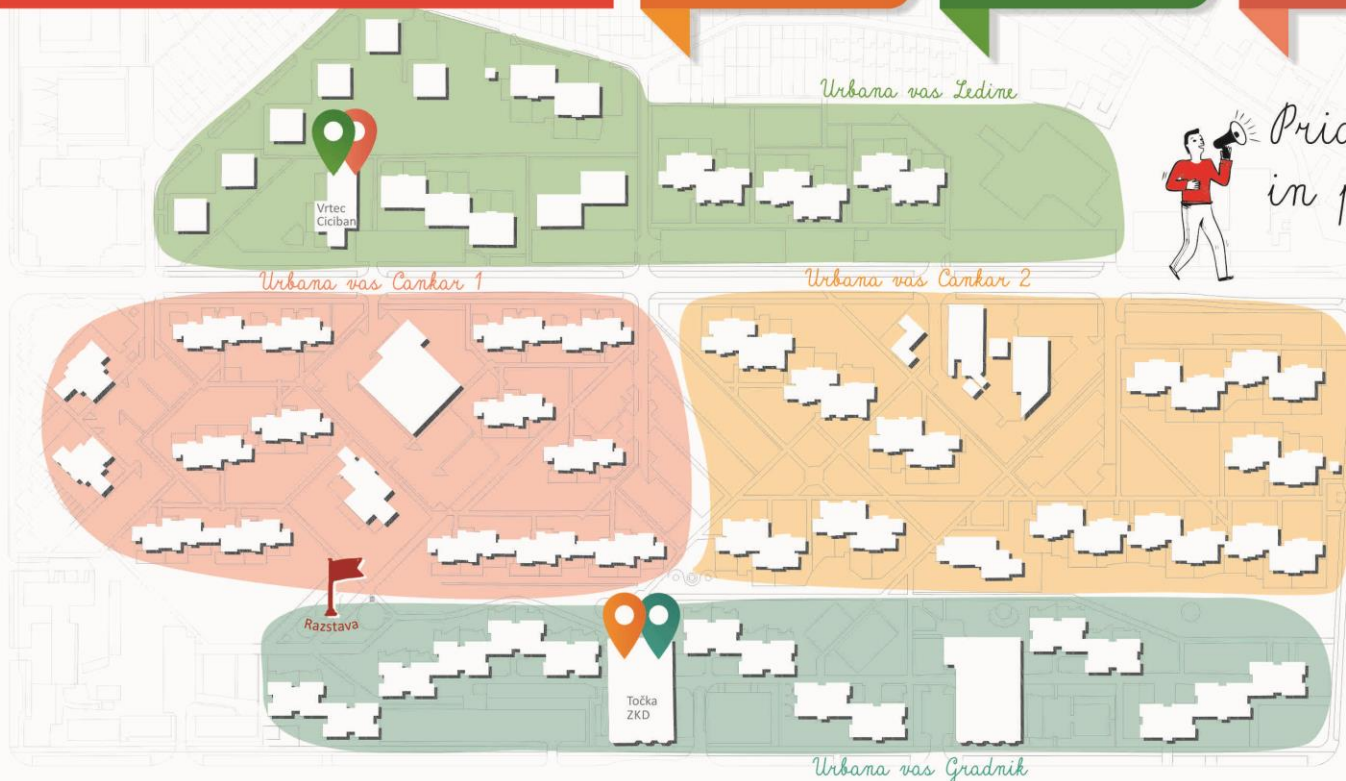 Urbana vas Ledine
Vrtec
Ciciban
Urbana vas Cankar 1
Urbana vas Cankar 2
in
Razstava
Točka
ZKD
Urbana vas Gradnik